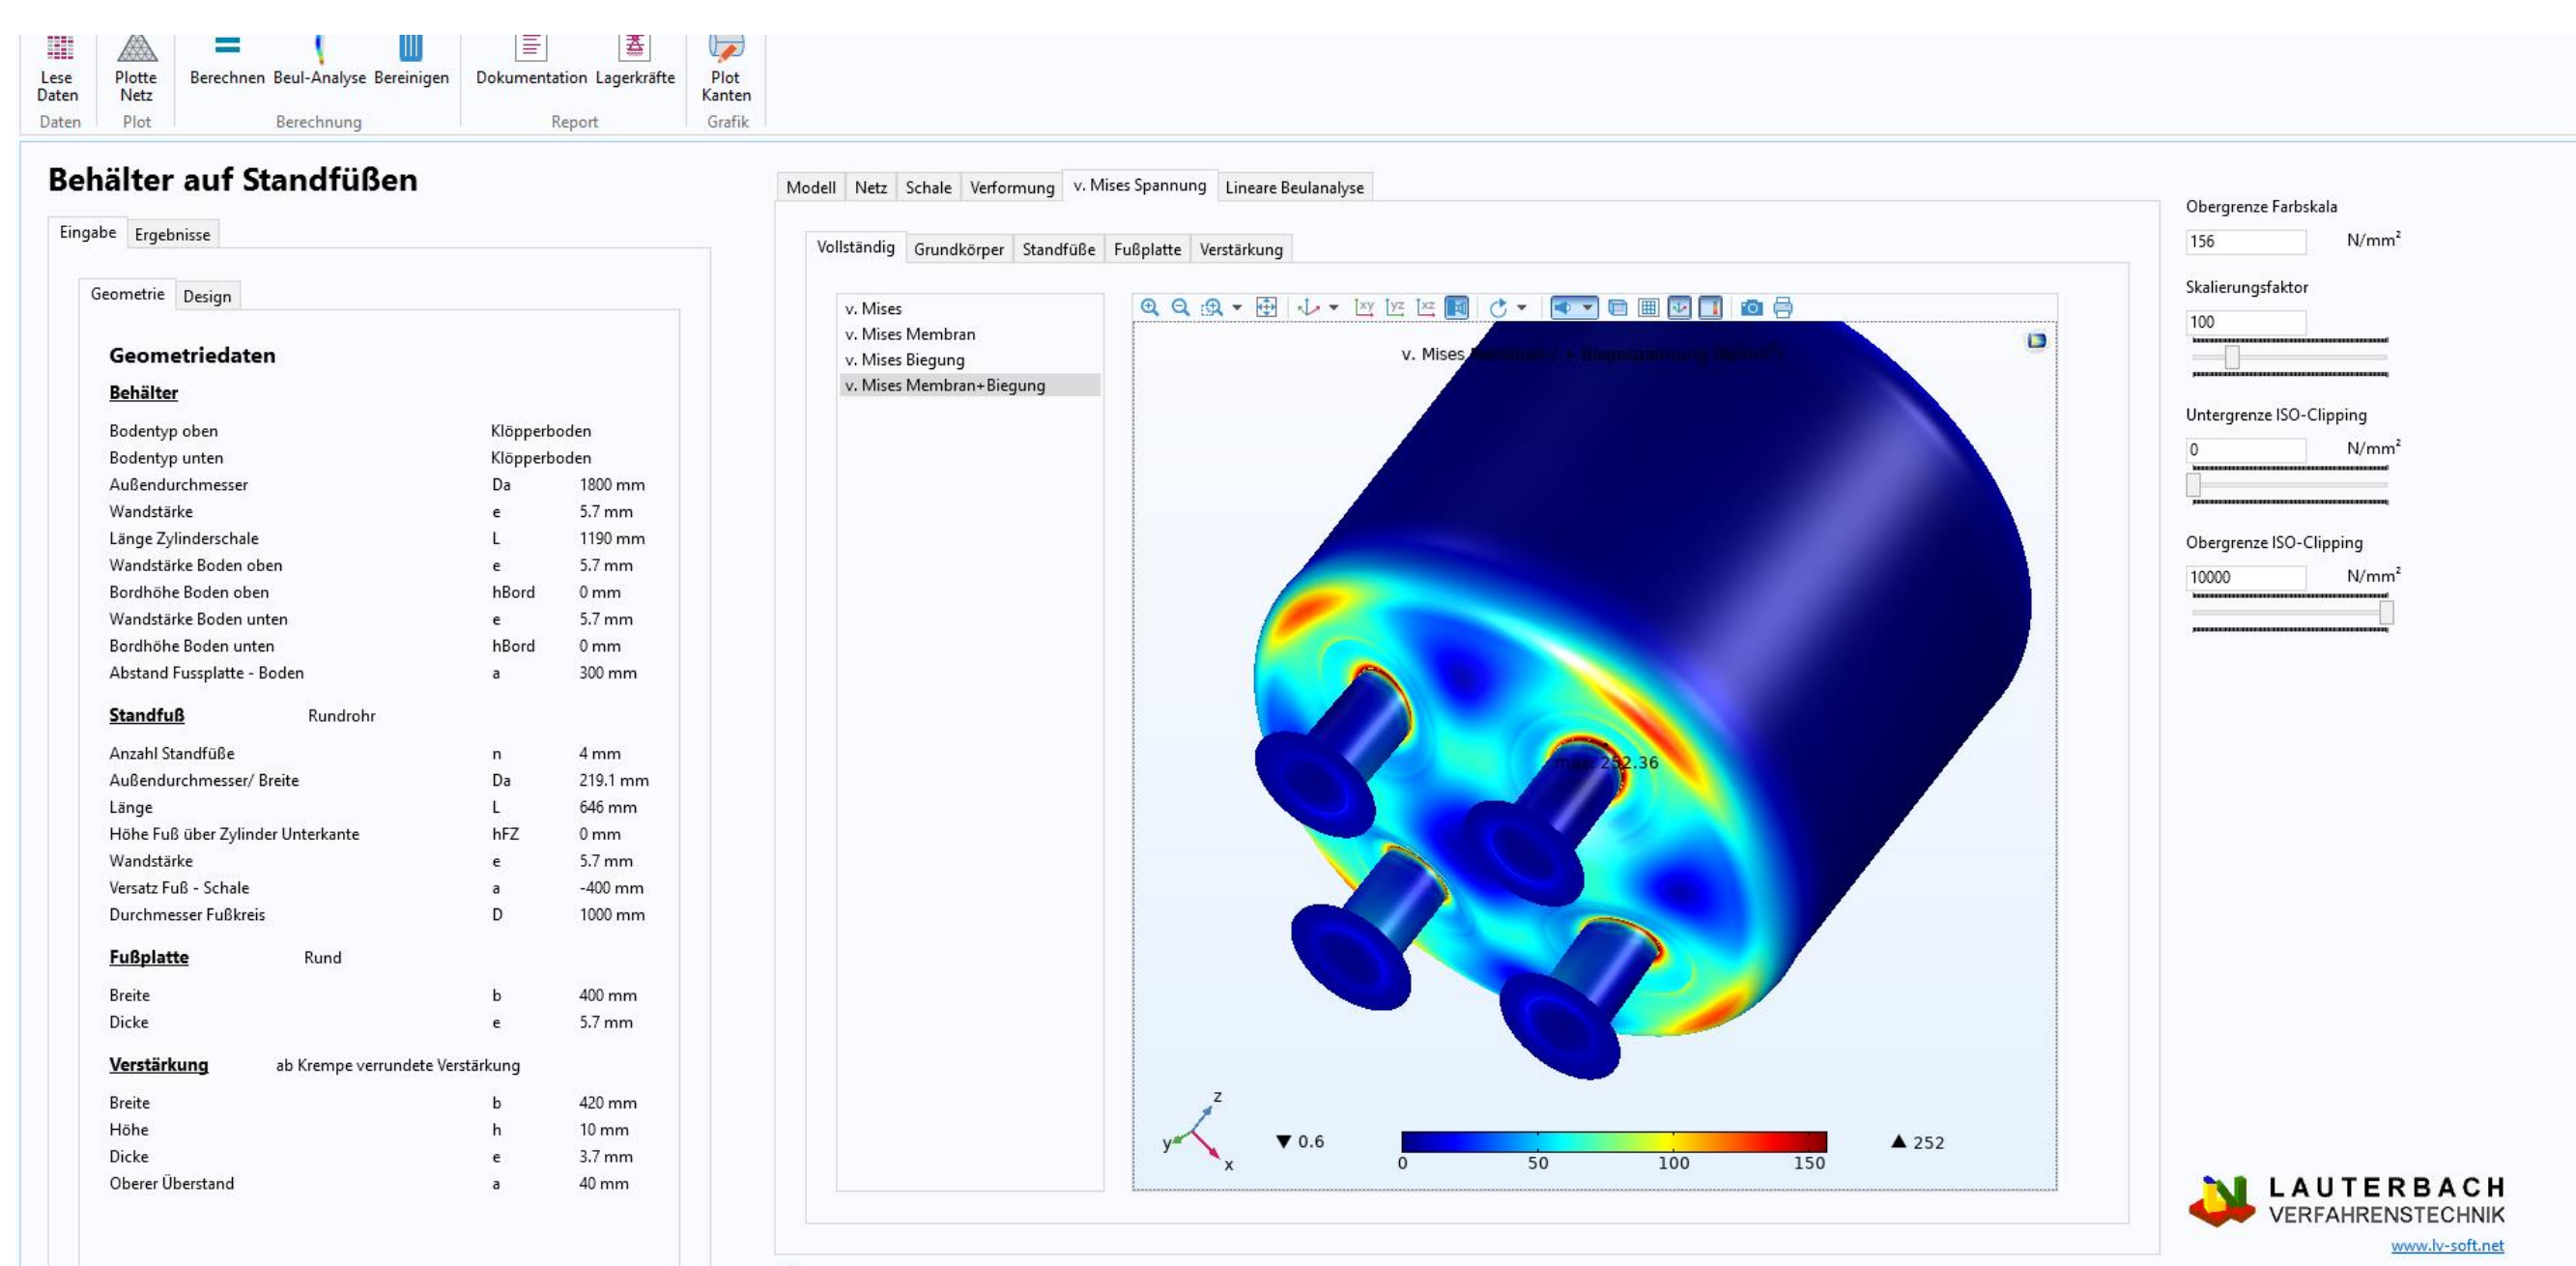 Lese Daten
Plotte Netz
Berechnen Beul-Analyse Bereinigen
Dokumentation Lagerkräfte
Plot Kanten
Daten Plot Berechnung Report Grafik
Behälter auf Standfüßen
Eingabe Ergebnisse
Geometrie Design
Geometriedaten
Behälter
Bodentyp oben Klöpperboden
Bodentyp unten Klöpperboden
Außendurchmesser Da 1800 mm
Wandstärke e 5.7 mm
Länge Zylinderschale L 1190 mm
Wandstärke Boden oben e 5.7 mm
Bordhöhe Boden oben hBord 0 mm
Wandstärke Boden unten e 5.7 mm
Bordhöhe Boden unten hBord 0 mm
Abstand Fussplatte - Boden a 300 mm
Standfuß Rundrohr
Anzahl Standfüße n 4 mm
Außendurchmesser/ Breite Da 219.1 mm
Länge L 646 mm
Höhe Fuß über Zylinder Unterkante hFZ 0 mm
Wandstärke e 5.7 mm
Versatz Fuß - Schale a -400 mm
Durchmesser Fußkreis D 1000 mm
Fußplatte Rund
Breite b 400 mm
Dicke e 5.7 mm
Verstärkung ab Krempe verrundete Verstärkung
Breite b 420 mm
Höhe h 10 mm
Dicke e 3.7 mm
Oberer Überstand a 40 mm
Modell Netz Schale Verformung v. Mises Spannung Lineare Beulanalyse
Vollständig Grundkörper Standfüße Fußplatte Verstärkung
v. Mises
v. Mises Membran
v. Mises Biegung
v. Mises Membran+Biegung
xy yz xz
v. Mises
max: 252.36
z
y
x
▼ 0.6
0 50 100 150
▲ 252
Obergrenze Farbskala
156 N/mm²
Skalierungsfaktor
100
Untergrenze ISO-Clipping
0 N/mm²
Obergrenze ISO-Clipping
10000 N/mm²
LAUTERBACH
VERFAHRENSTECHNIK
www.lv-soft.net